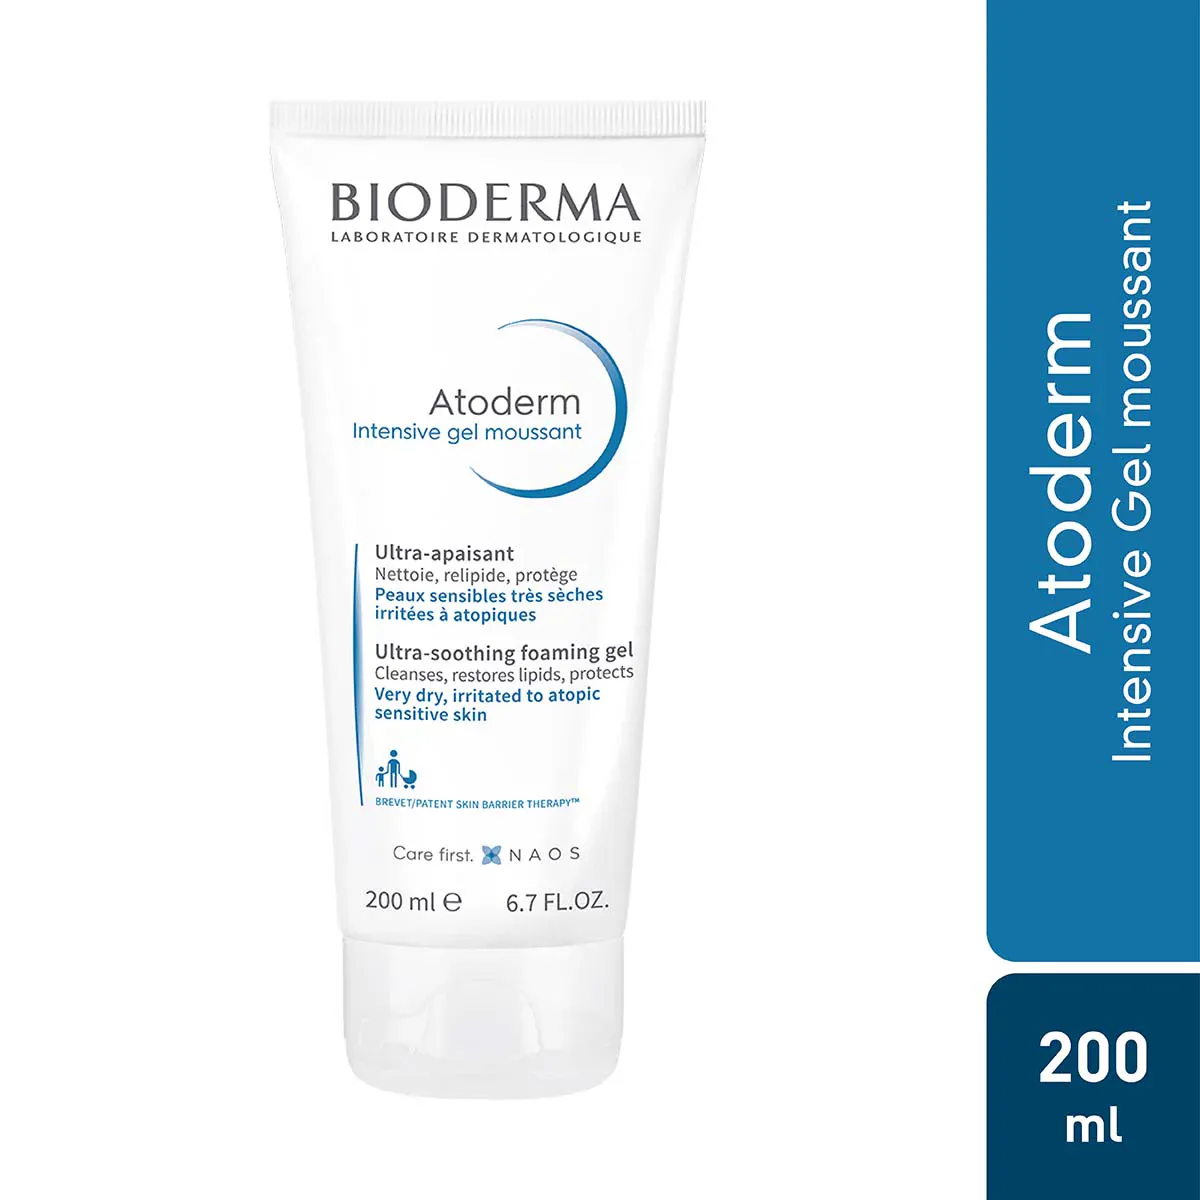 BIODERMA
LABORATOIRE DERMATOLOGIQUE
Atoderm
Intensive gel moussant
Ultra-apaisant
Nettoie, relipide, protège
Peaux sensibles très sèches
irritées à atopiques
Ultra-soothing foaming gel
Cleanses, restores lipids, protects
Very dry, irritated to atopic
sensitive skin
BREVET/PATENT SKIN BARRIER THERAPY™
Care first. NAOS
200 ml ℮ 6.7 FL.OZ.
Atoderm
Intensive Gel moussant
200
ml